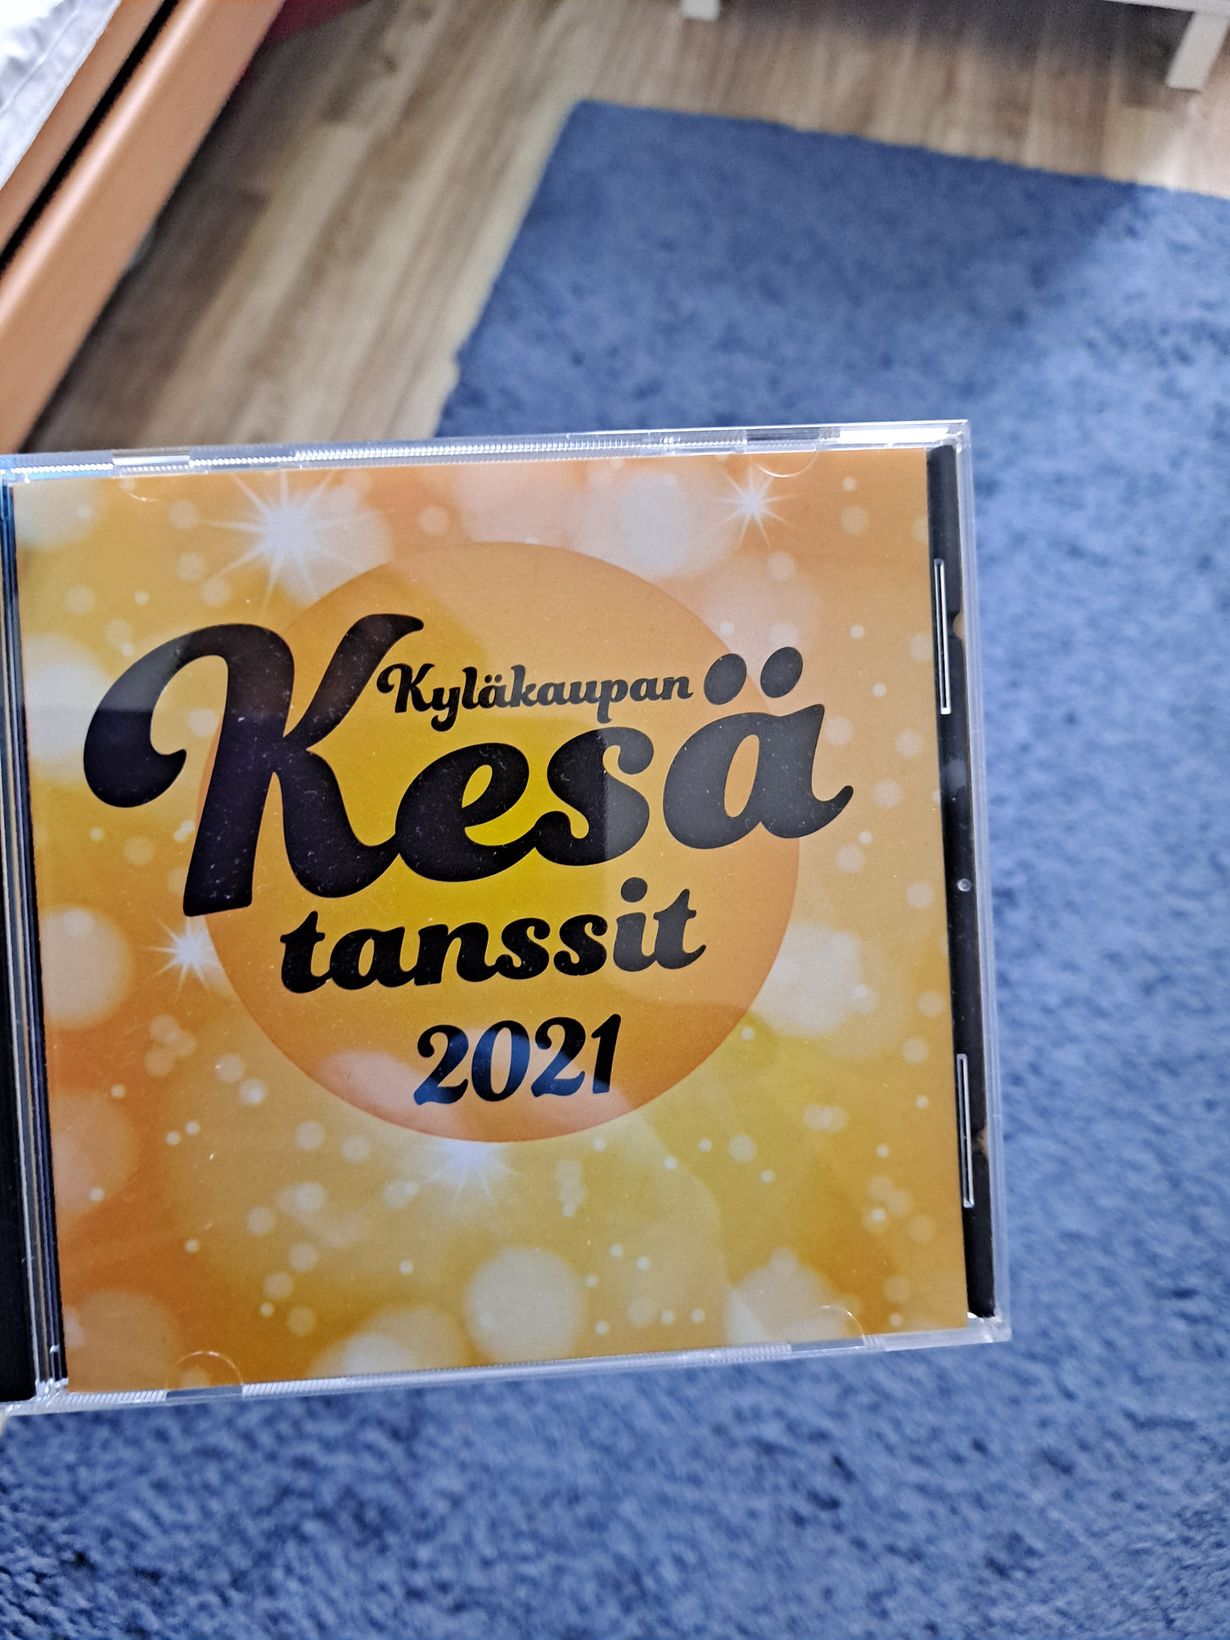 Kyläkaupan
Kesä
tanssit
2021